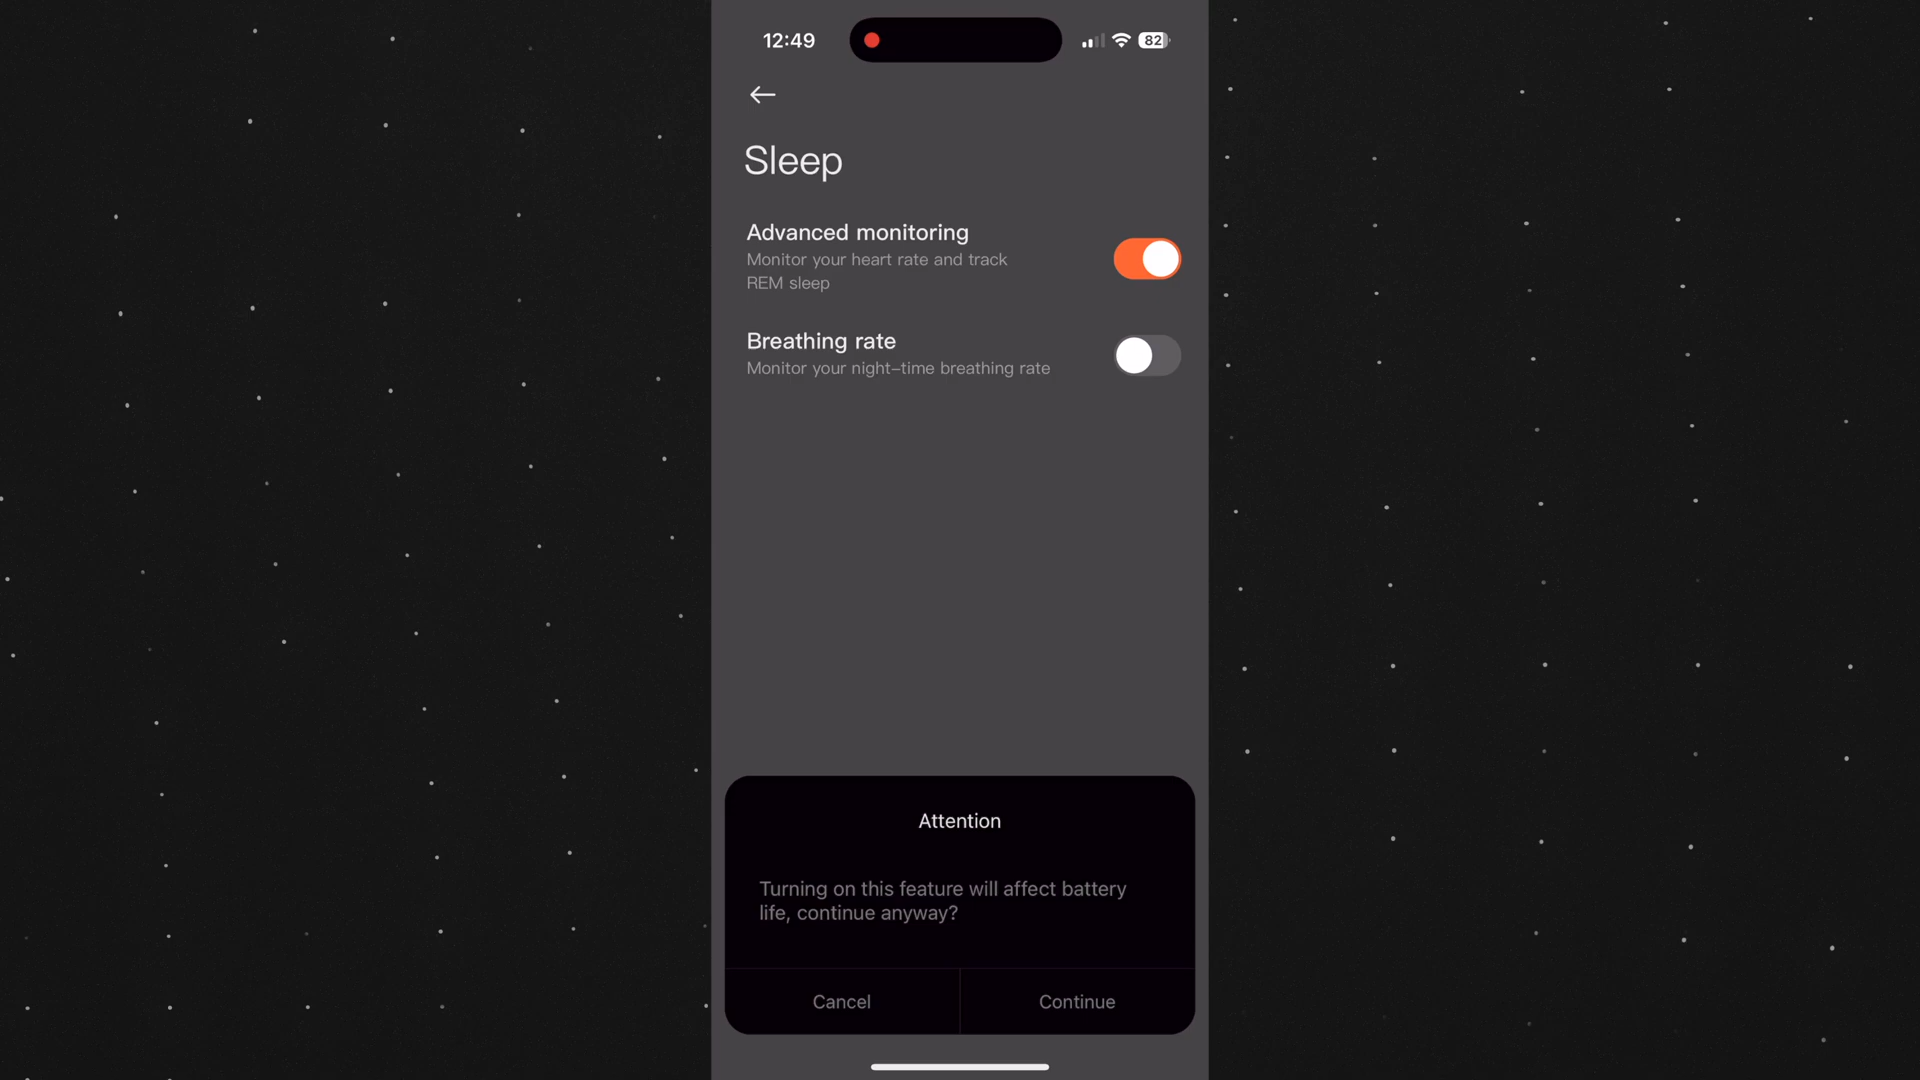 12:49
82
Sleep
Advanced monitoring
Monitor your heart rate and track
REM sleep
Breathing rate
Monitor your night–time breathing rate
Attention
Turning on this feature will affect battery
life, continue anyway?
Cancel
Continue